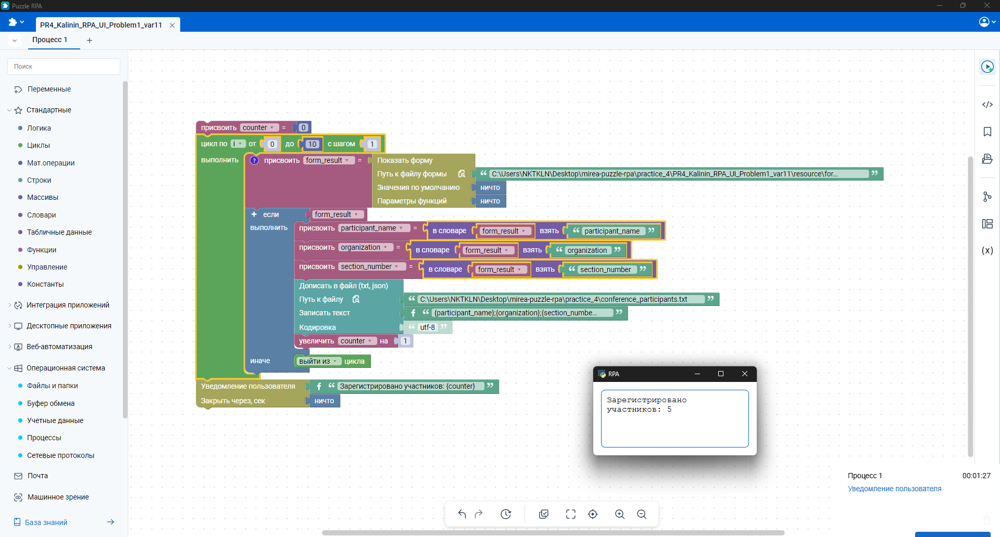 Puzzle RPA
PR4_Kalinin_RPA_UI_Problem1_var11
Процесс 1
Поиск
Переменные
Стандартные
Логика
Циклы
Мат.операции
Строки
Массивы
Словари
Табличные данные
Функции
Управление
Константы
Интеграция приложений
Десктопные приложения
Веб-автоматизация
Операционная система
Файлы и папки
Буфер обмена
Учетные данные
Процессы
Сетевые протоколы
Почта
Машинное зрение
База знаний
присвоить counter = 0
цикл по i от 0 до 10 с шагом 1
выполнить ? присвоить form_result = Показать форму
Путь к файлу формы “ C:\Users\NKTKLN\Desktop\mirea-puzzle-rpa\practice_4\PR4_Kalinin_RPA_UI_Problem1_var11\resource\for... ”
Значения по умолчанию ничто
Параметры функций ничто
+ если form_result
выполнить присвоить participant_name = в словаре form_result взять “ participant_name ”
присвоить organization = в словаре form_result взять “ organization ”
присвоить section_number = в словаре form_result взять “ section_number ”
Дописать в файл (txt, json)
Путь к файлу “ C:\Users\NKTKLN\Desktop\mirea-puzzle-rpa\practice_4\conference_participants.txt ”
Записать текст f “ {participant_name};{organization};{section_numbe... ”
Кодировка “ utf-8 ”
увеличить counter на 1
иначе выйти из цикла
Уведомление пользователя f “ Зарегистрировано участников: {counter} ”
Закрыть через, сек ничто
RPA
Зарегистрировано
участников: 5
Процесс 1 00:01:27
Уведомление пользователя